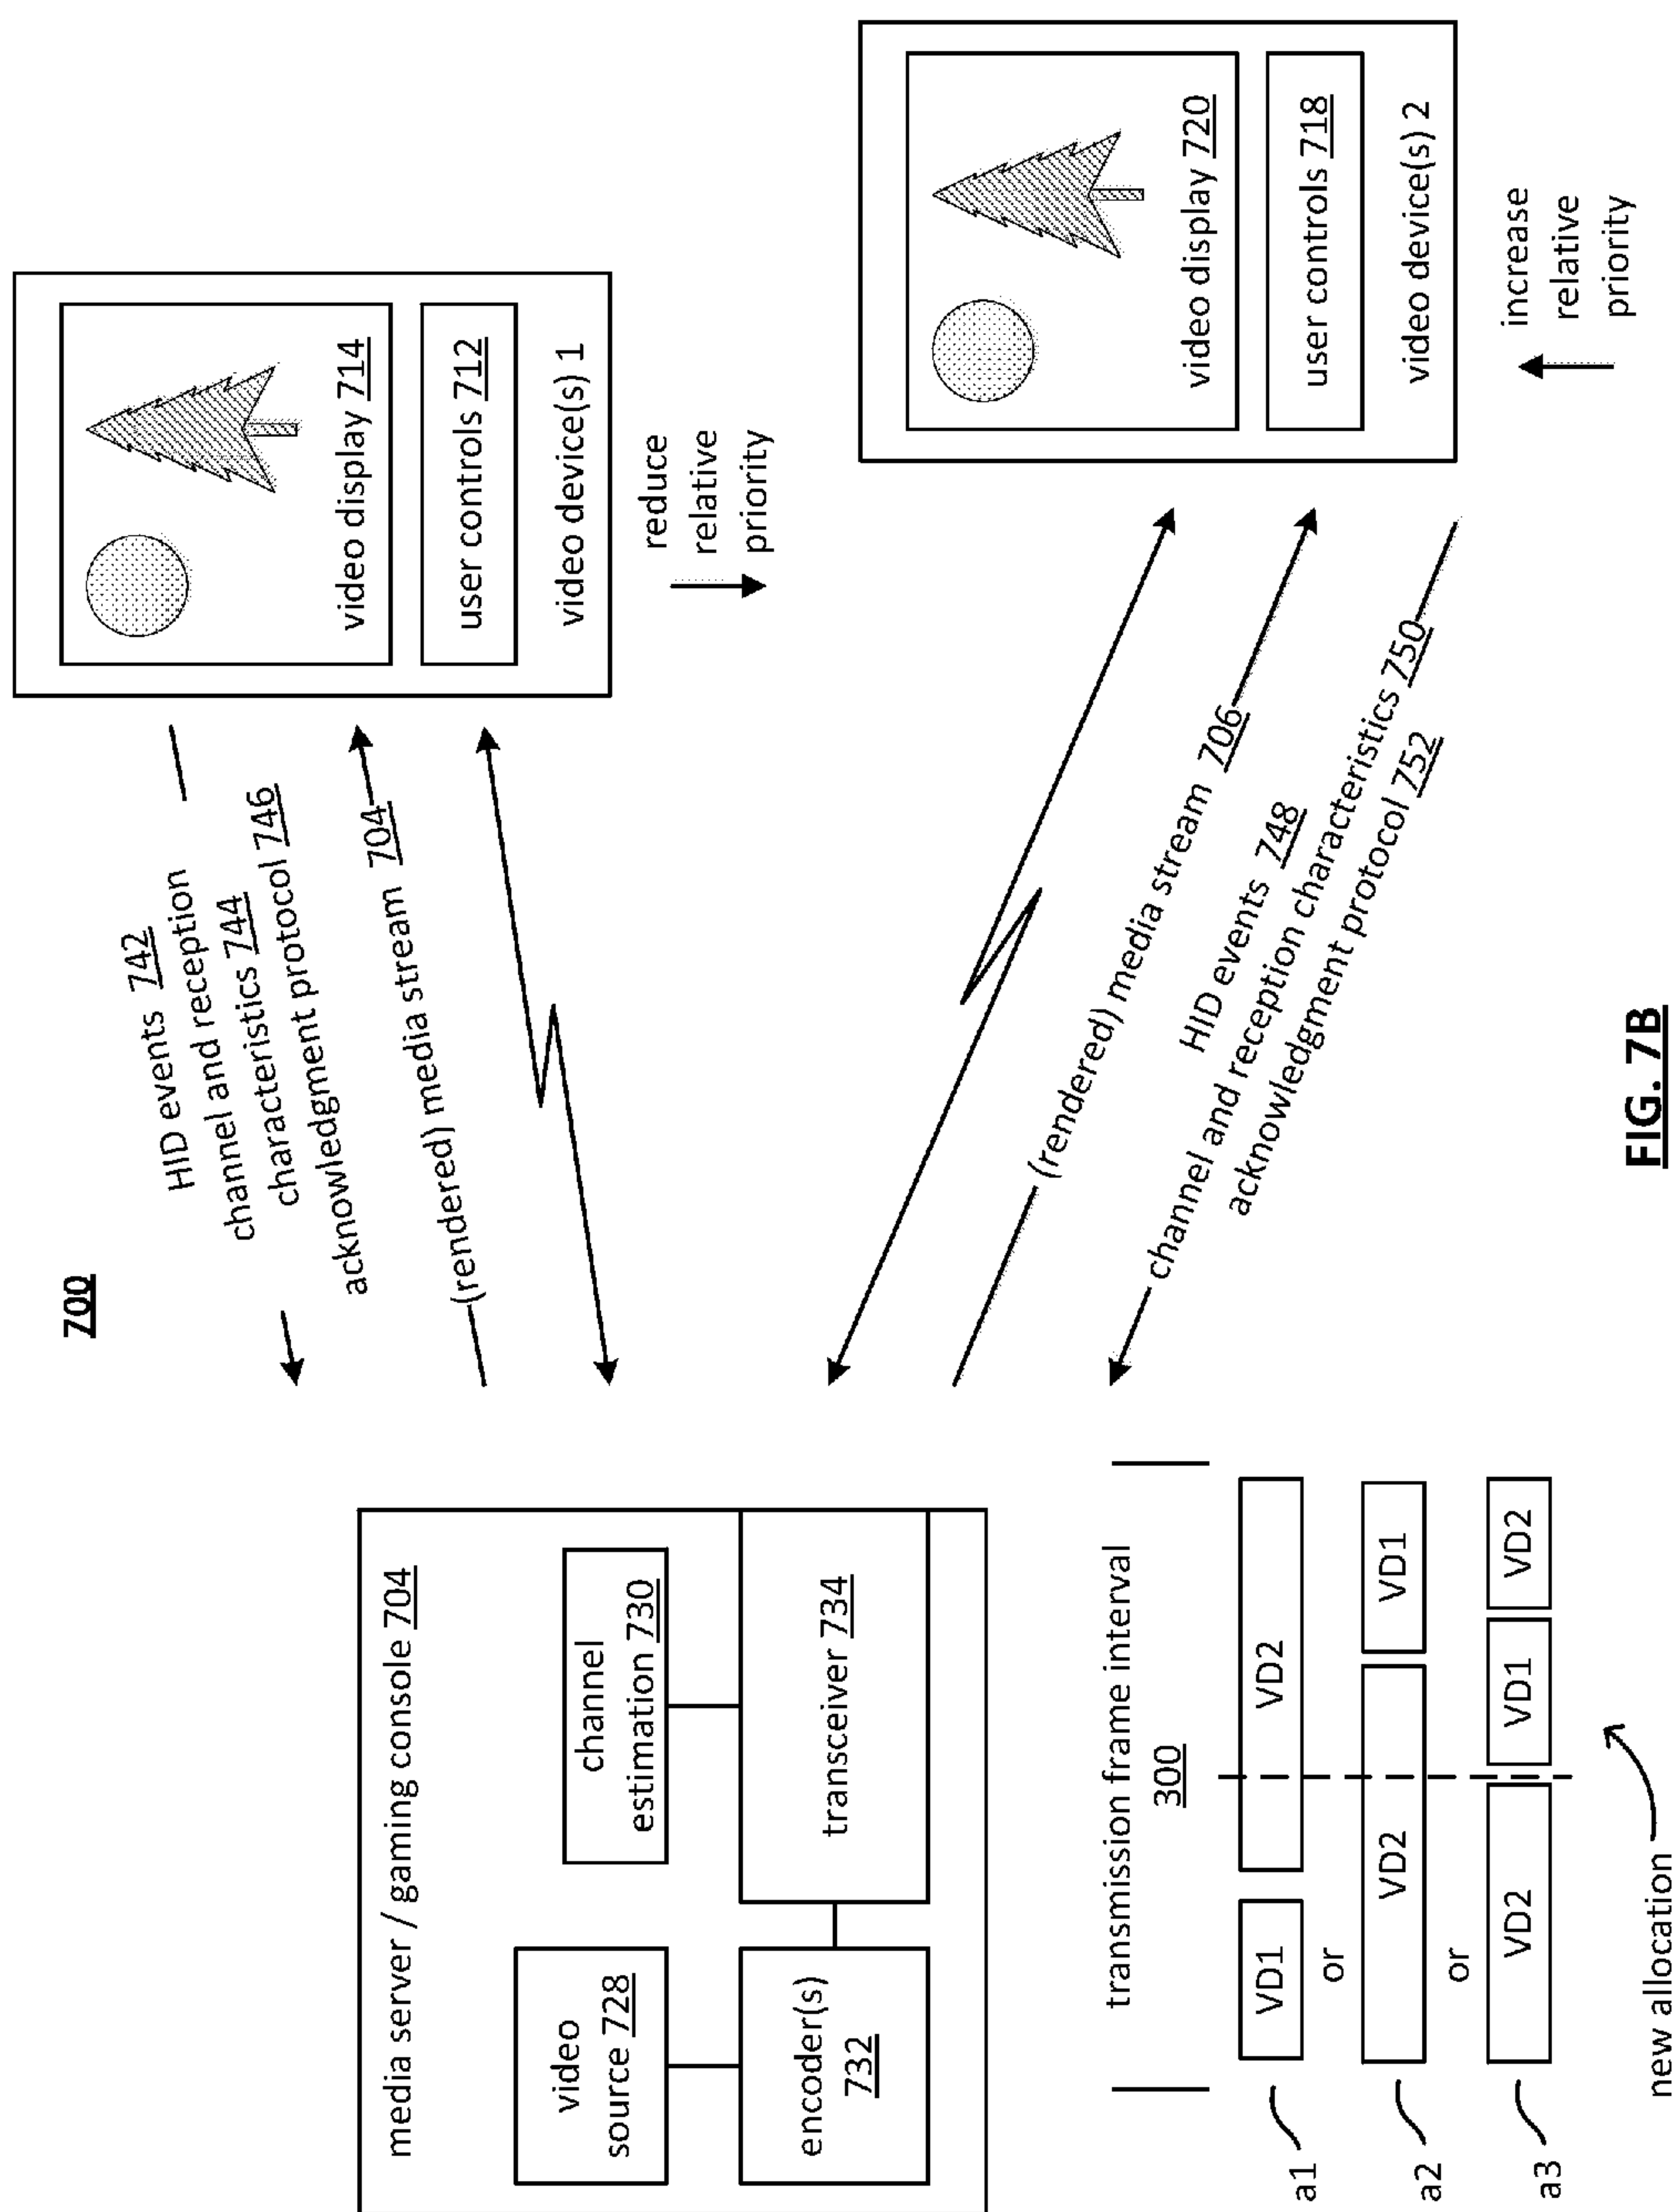 700
media server / gaming console 704
video
source 728
channel
estimation 730
encoder(s)
732
transceiver 734
HID events 742
channel and reception
characteristics 744
characteristic protocol 746
acknowledgment
(rendered) media stream 704
video display 714
user controls 712
video device(s) 1
reduce
relative
priority
(rendered) media stream 706
HID events 748
channel and reception characteristics 750
acknowledgment protocol 752
video display 720
user controls 718
video device(s) 2
increase
relative
priority
transmission frame interval
300
a1
VD1
VD2
or
a2
VD2
VD1
or
a3
VD2
VD1
VD2
new allocation
FIG. 7B